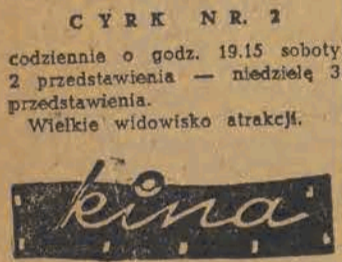 CYRK NR. 2
codziennie o godz. 19.15 soboty
2 przedstawienia — niedzielę 3
przedstawienia.
Wielkie widowisko atrakcji.
kina